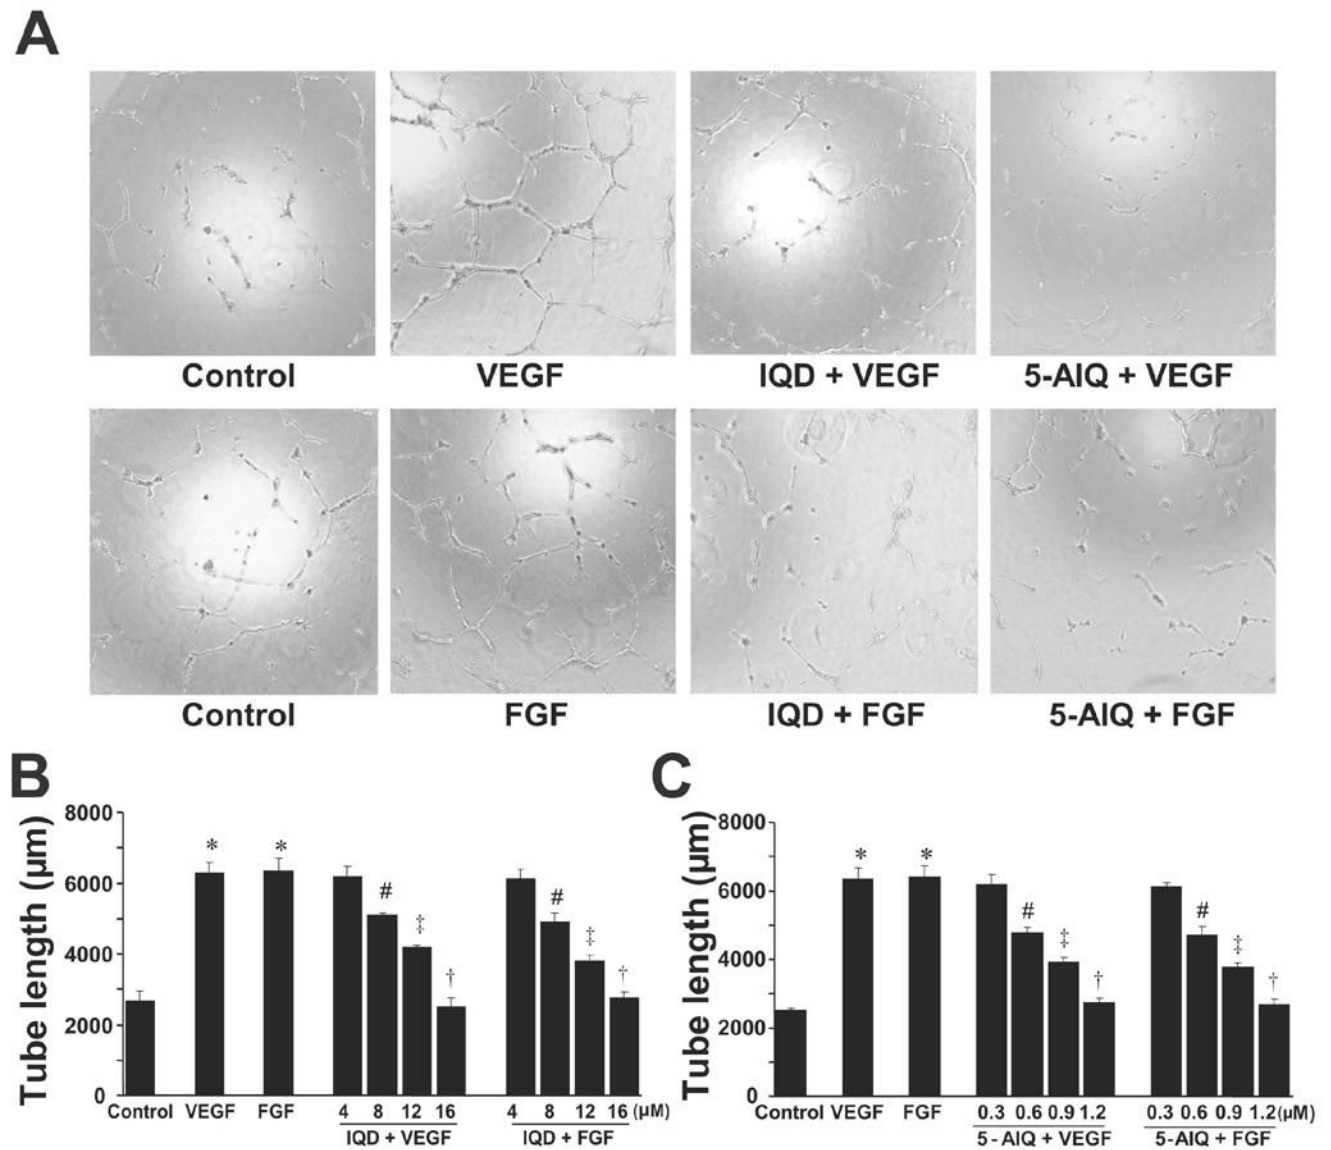 A
Control VEGF IQD + VEGF 5-AIQ + VEGF
Control FGF IQD + FGF 5-AIQ + FGF
B
Tube length (µm)
8000
6000
4000
2000
0
* * # ‡ † # ‡ †
Control VEGF FGF 4 8 12 16 4 8 12 16 (µM)
IQD + VEGF IQD + FGF
C
Tube length (µm)
8000
6000
4000
2000
0
* * # ‡ † # ‡ †
Control VEGF FGF 0.3 0.6 0.9 1.2 0.3 0.6 0.9 1.2(µM)
5- AIQ + VEGF 5-AIQ + FGF